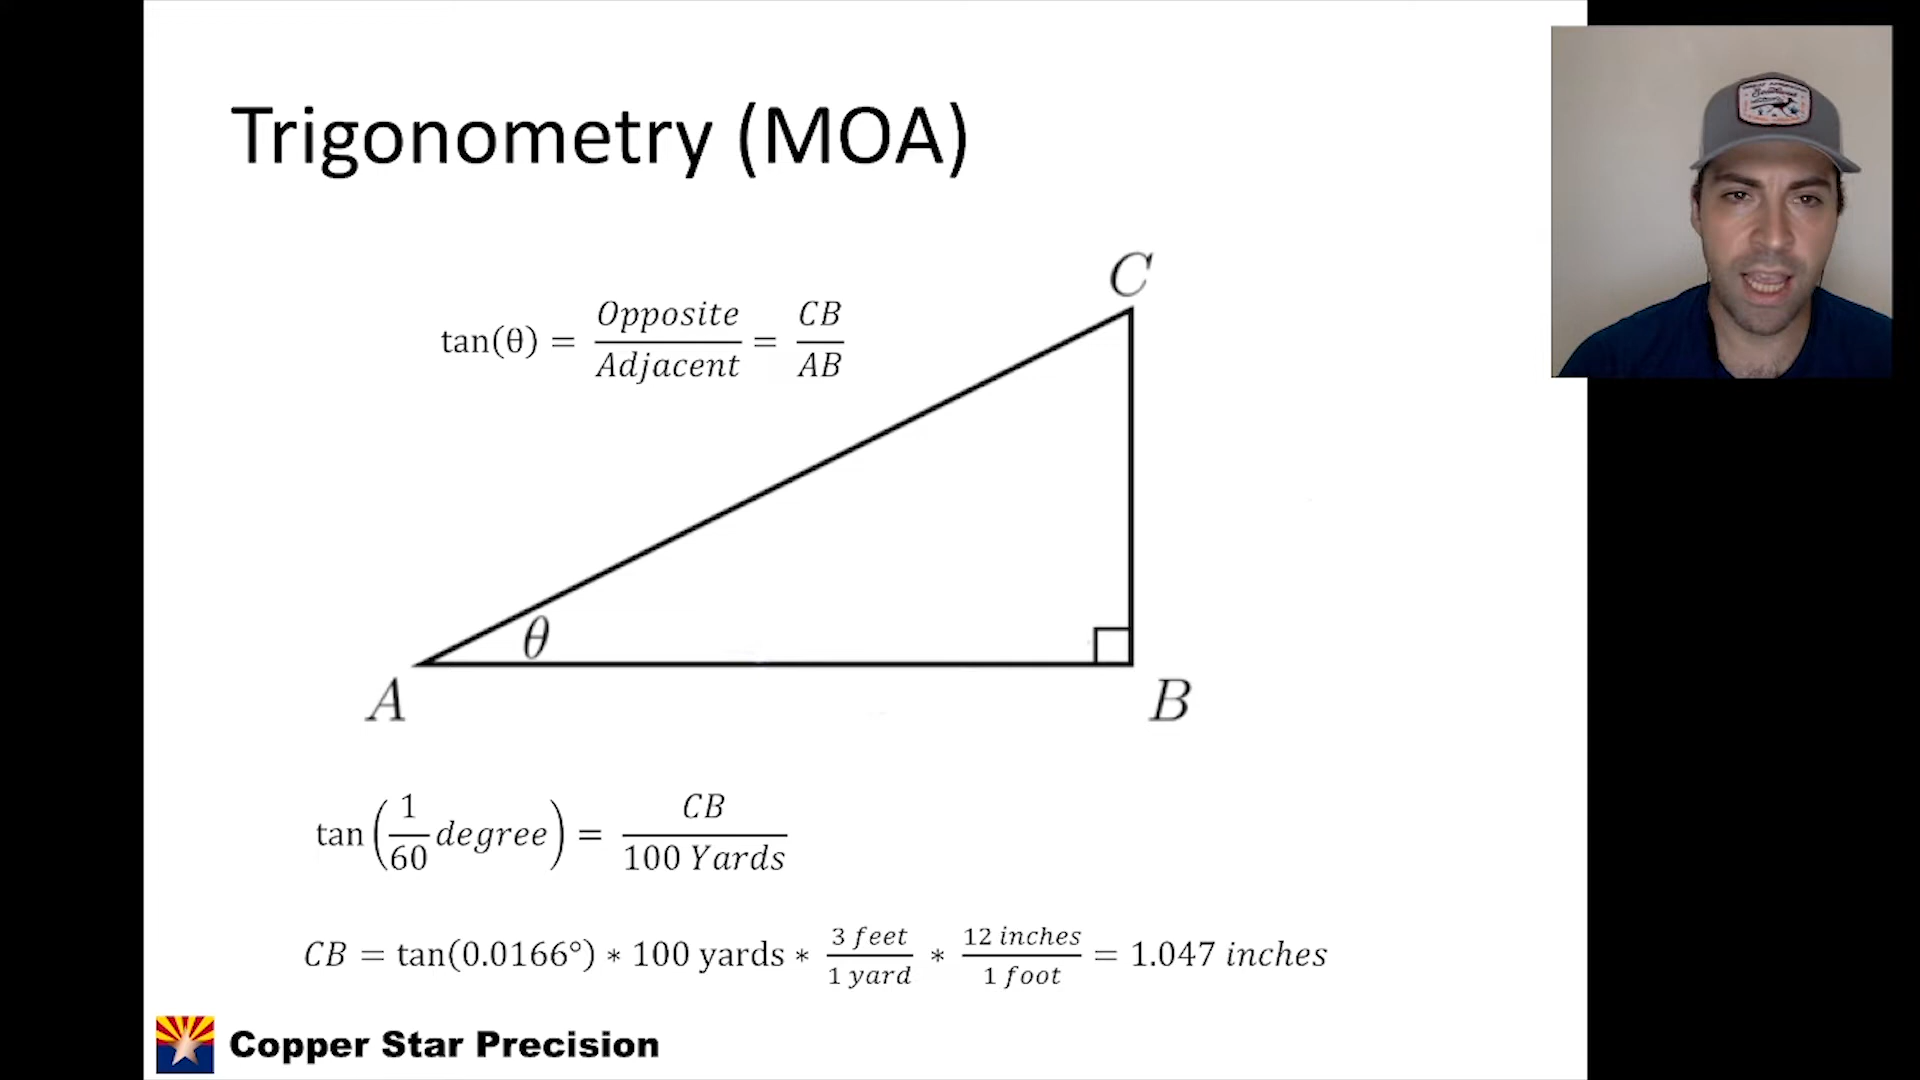 Trigonometry (MOA)
tan(θ) = Opposite / Adjacent = CB / AB
C
θ
A
B
tan(1/60 degree) = CB / 100 Yards
CB = tan(0.0166°) * 100 yards * 3 feet / 1 yard * 12 inches / 1 foot = 1.047 inches
Copper Star Precision